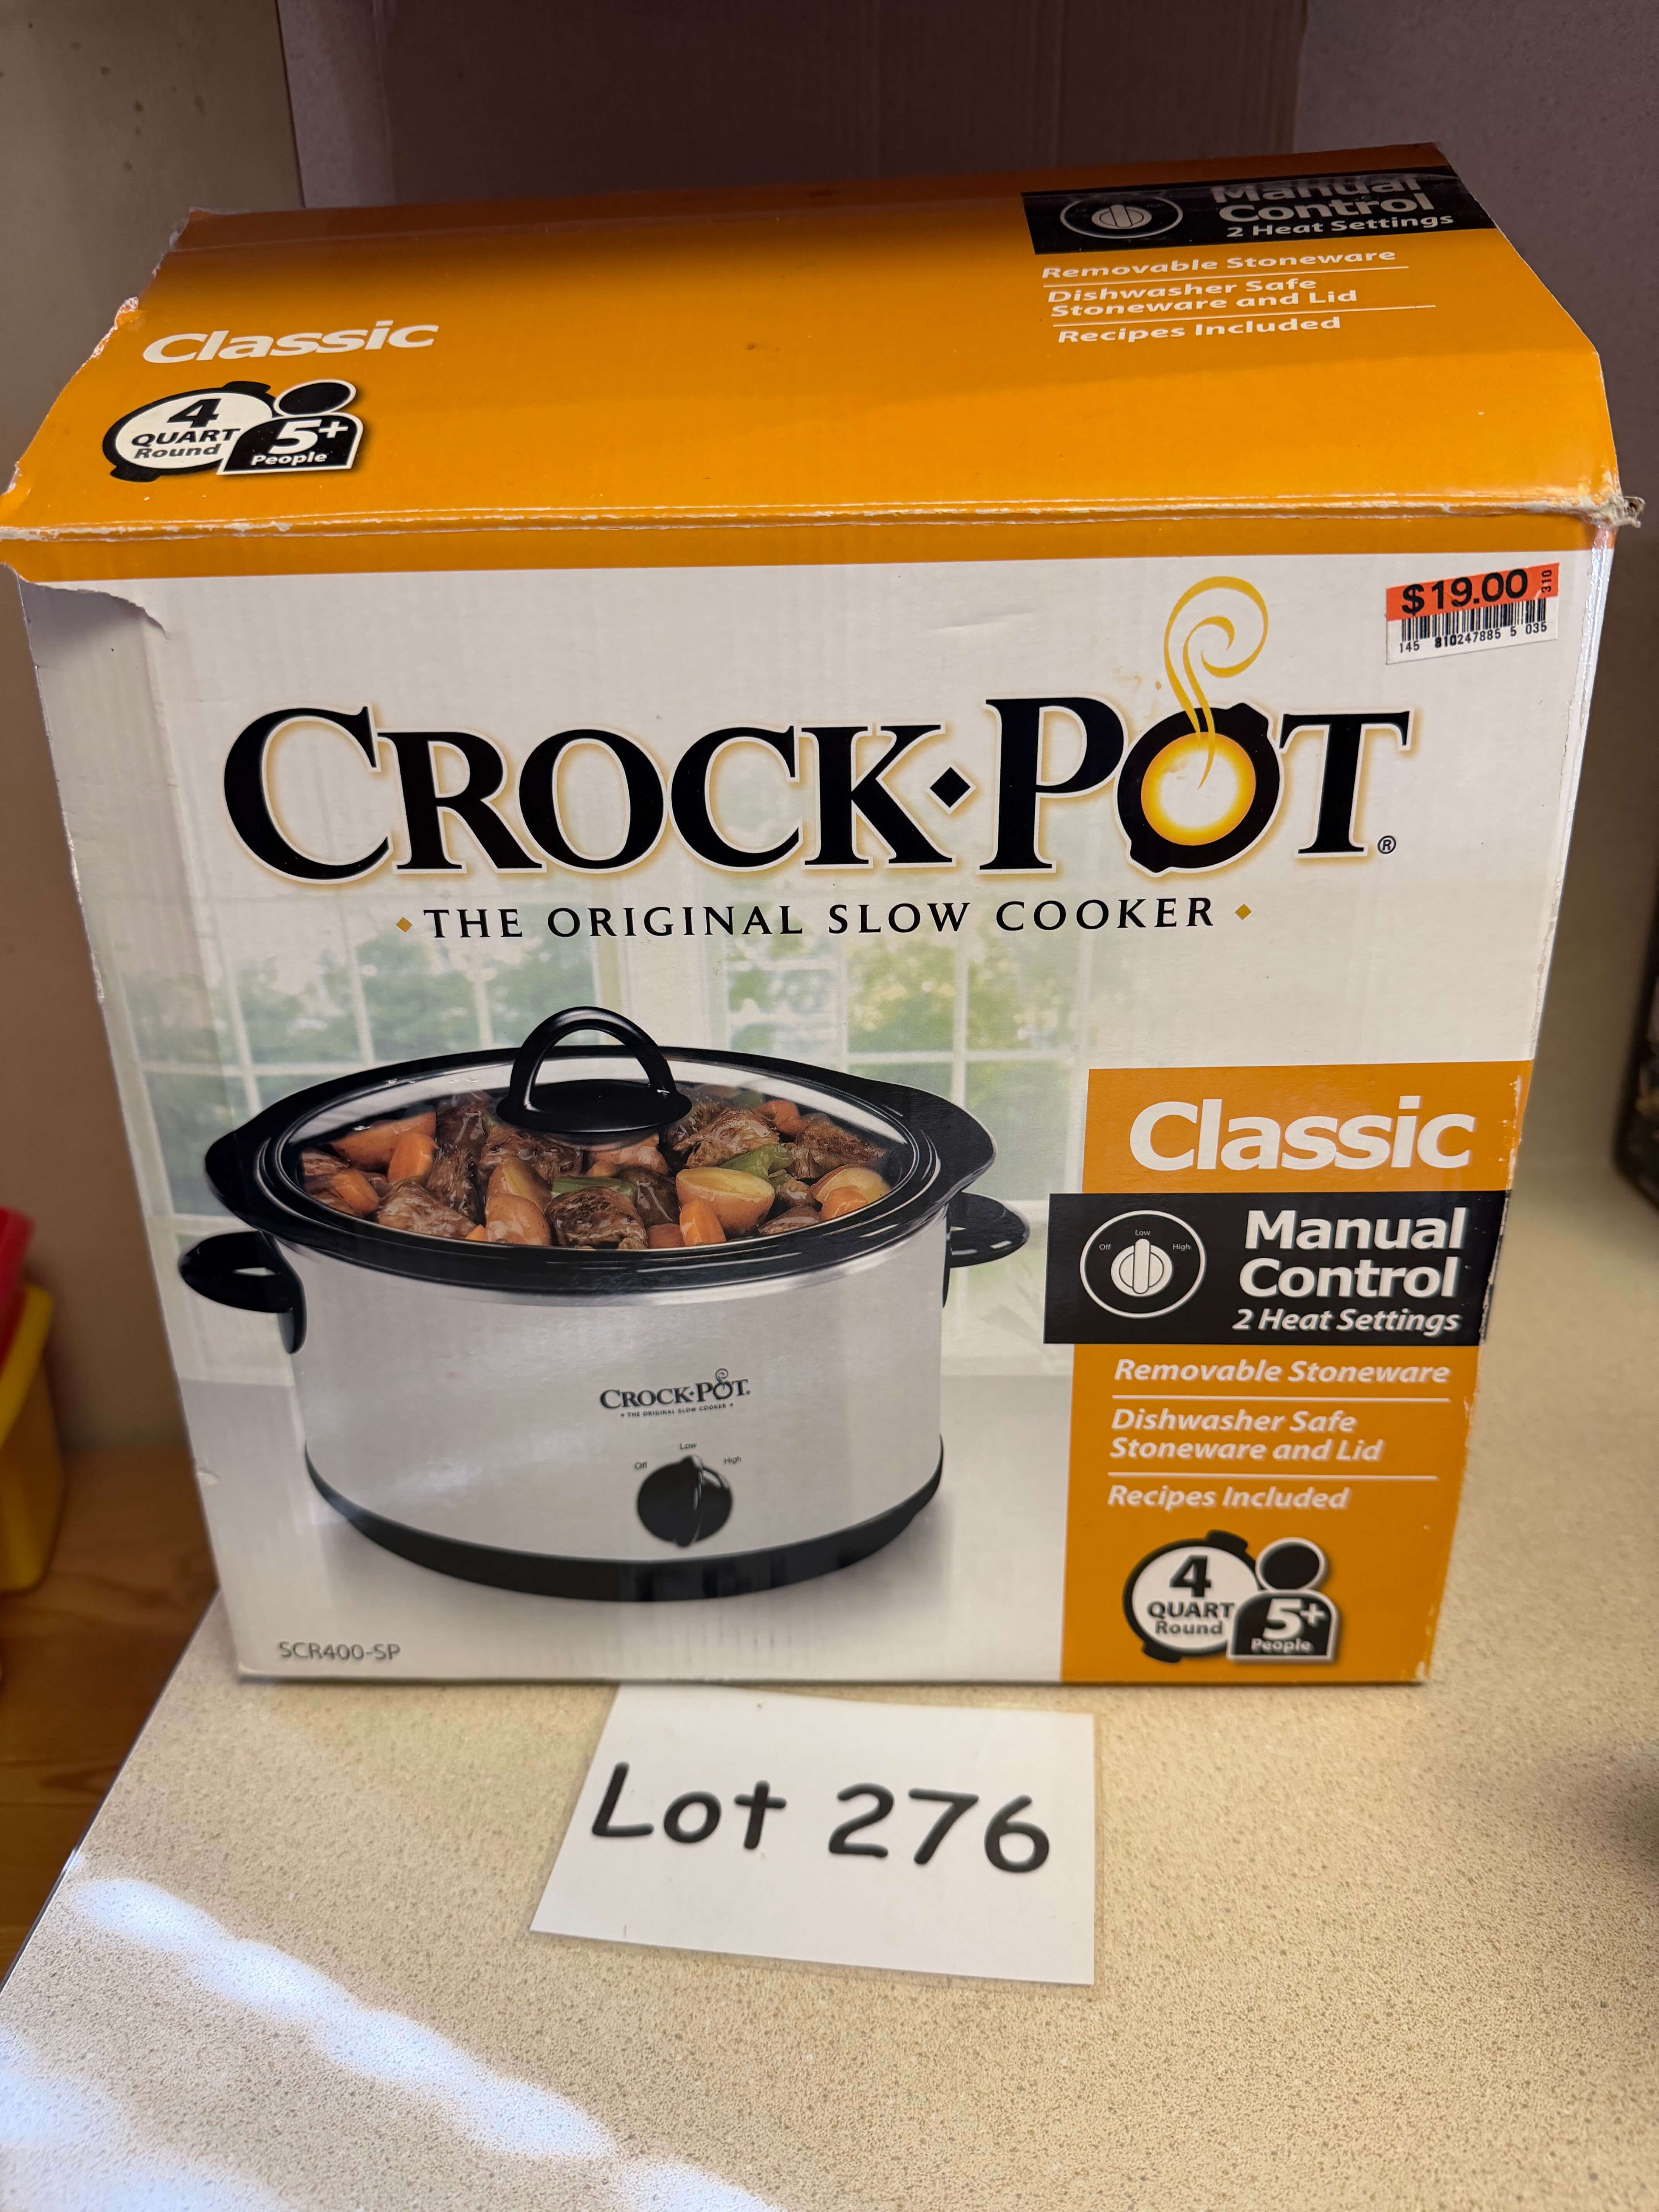 Manual
Control
2 Heat Settings
Removable Stoneware
Dishwasher Safe
Stoneware and Lid
Recipes Included
Classic
4
QUART
Round
5+
People
$19.00
310
145 810247885 5 035
CROCK·POT®
THE ORIGINAL SLOW COOKER
Classic
Off Low High
Manual
Control
2 Heat Settings
Removable Stoneware
Dishwasher Safe
Stoneware and Lid
Recipes Included
4
QUART
Round
5+
People
CROCK·POT®
THE ORIGINAL SLOW COOKER
Off Low High
SCR400-SP
Lot 276